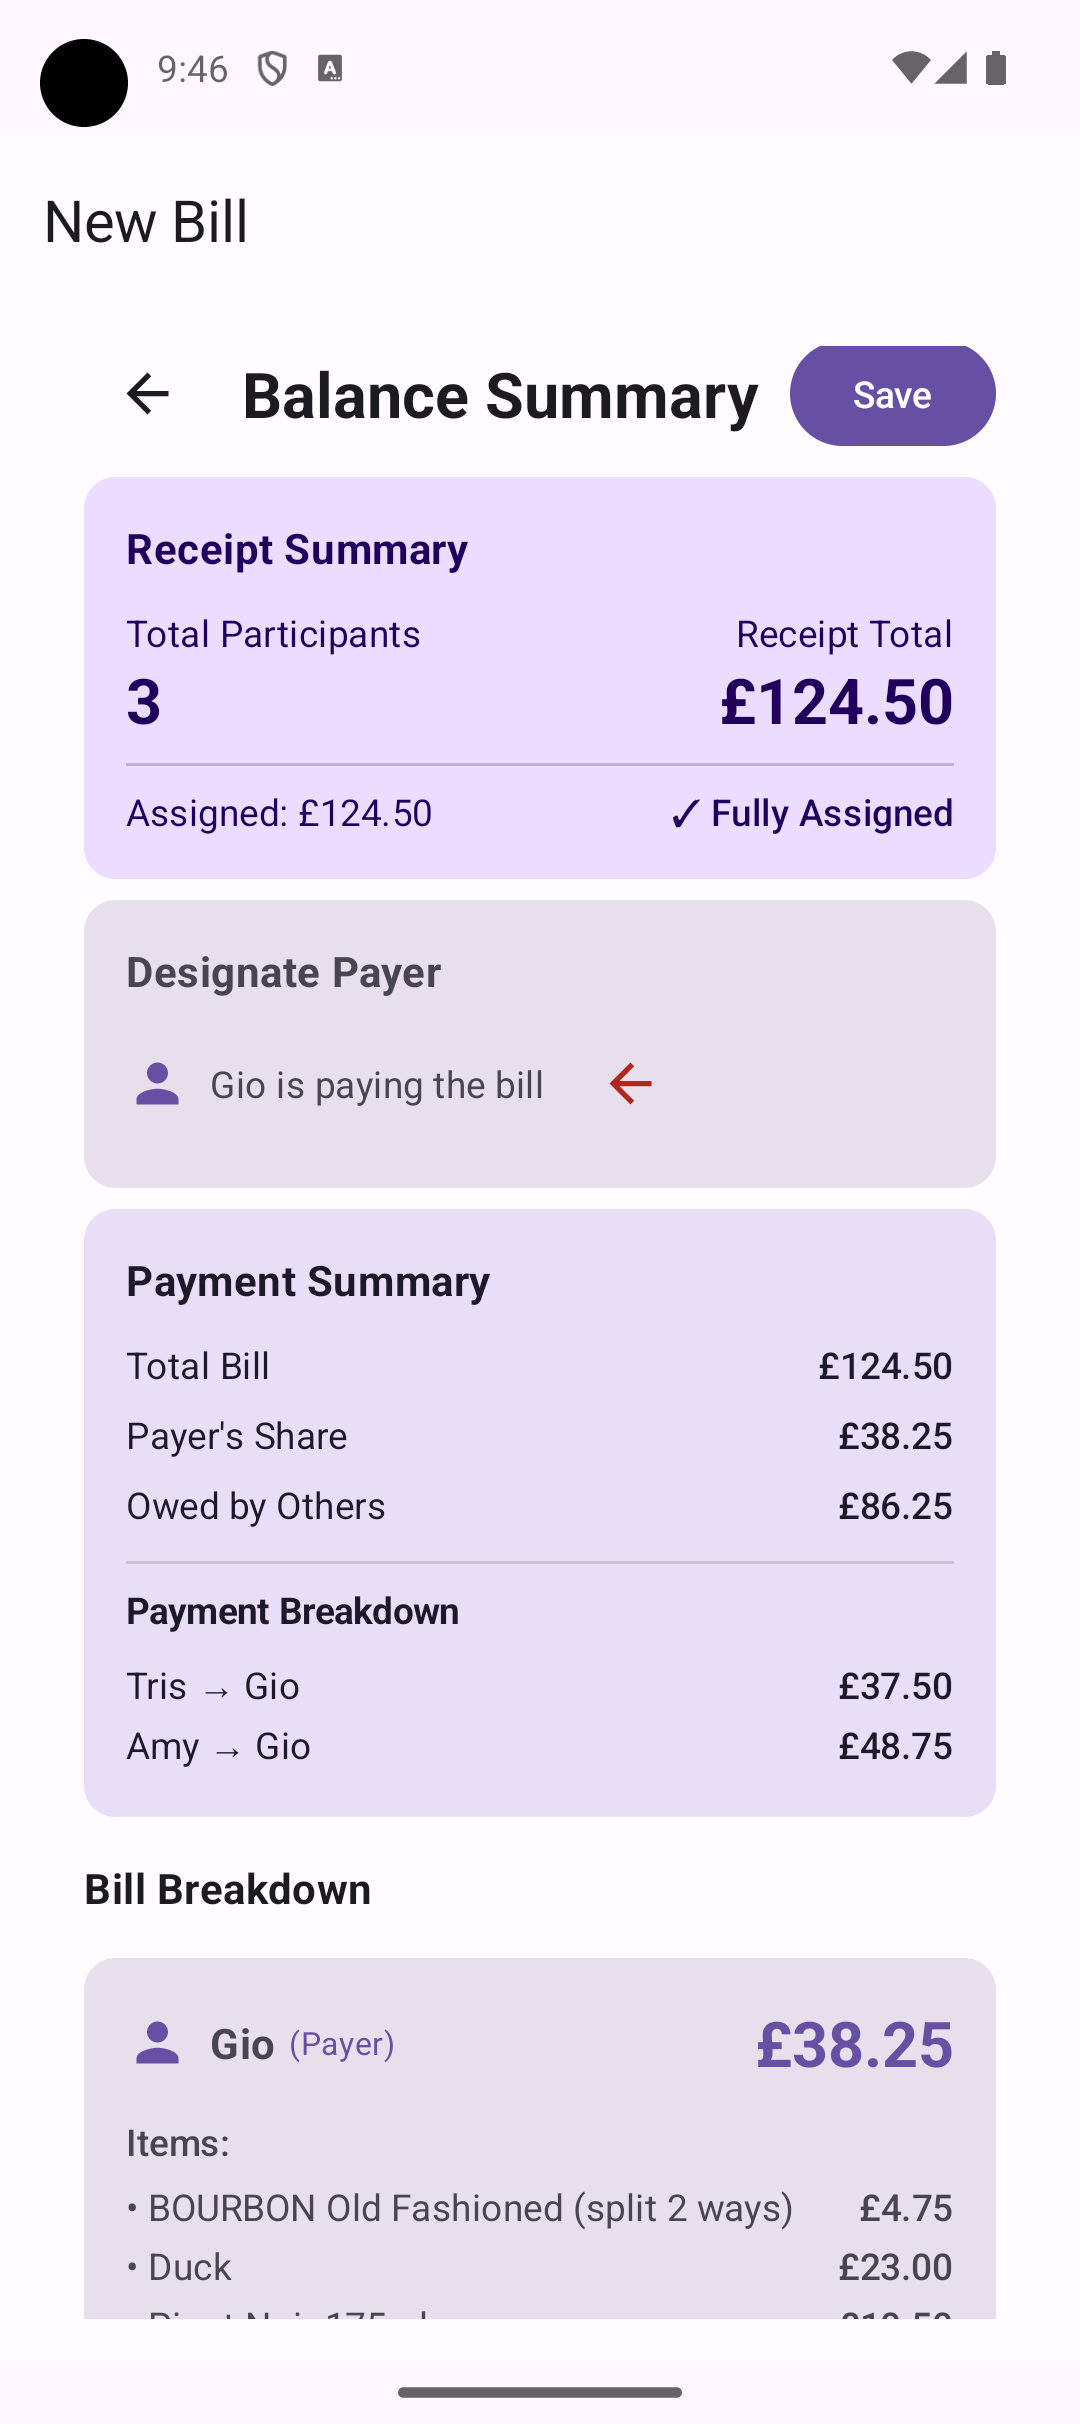 9:46
New Bill
Balance Summary
Save
Receipt Summary
Total Participants Receipt Total
3 £124.50
Assigned: £124.50 ✓ Fully Assigned
Designate Payer
Gio is paying the bill
Payment Summary
Total Bill £124.50
Payer's Share £38.25
Owed by Others £86.25
Payment Breakdown
Tris → Gio £37.50
Amy → Gio £48.75
Bill Breakdown
Gio (Payer) £38.25
Items:
• BOURBON Old Fashioned (split 2 ways) £4.75
• Duck £23.00